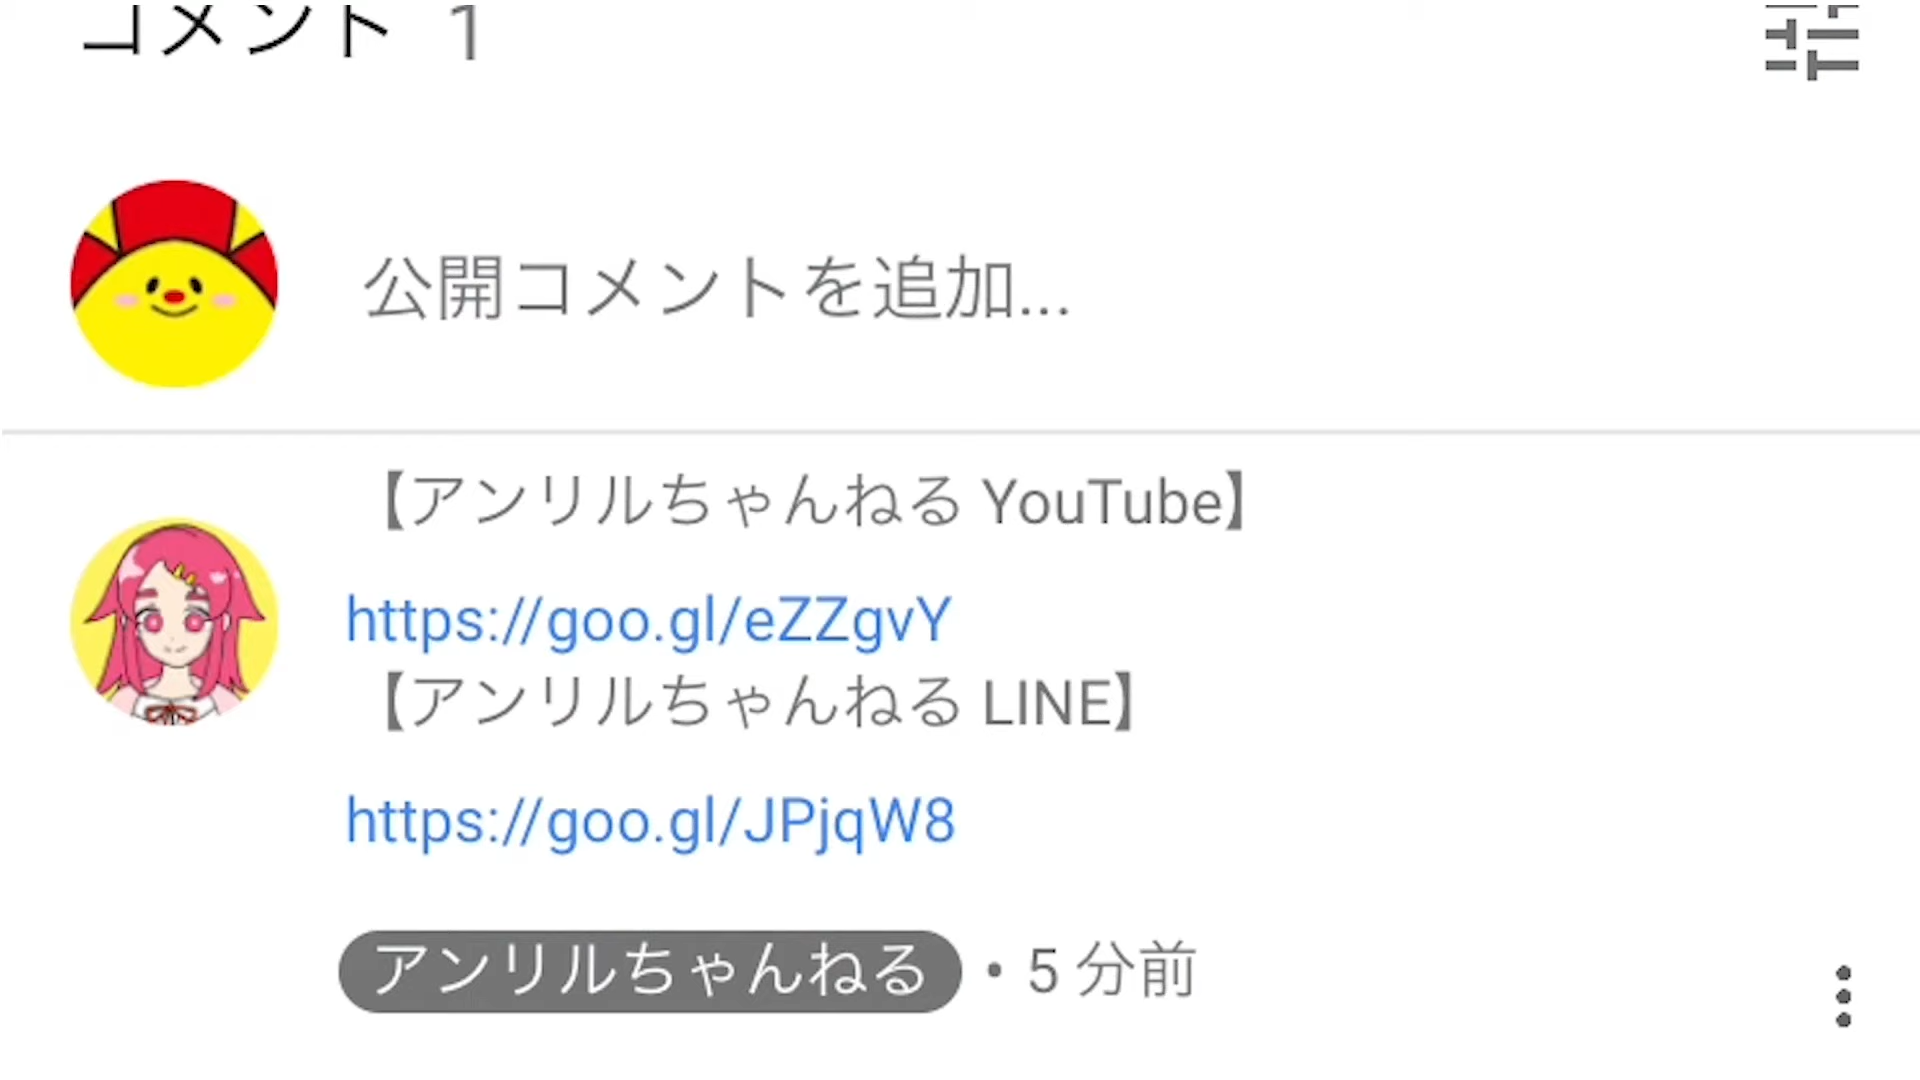 コメント 1
公開コメントを追加...
【アンリルちゃんねる YouTube】
https://goo.gl/eZZgvY
【アンリルちゃんねる LINE】
https://goo.gl/JPjqW8
アンリルちゃんねる • 5 分前